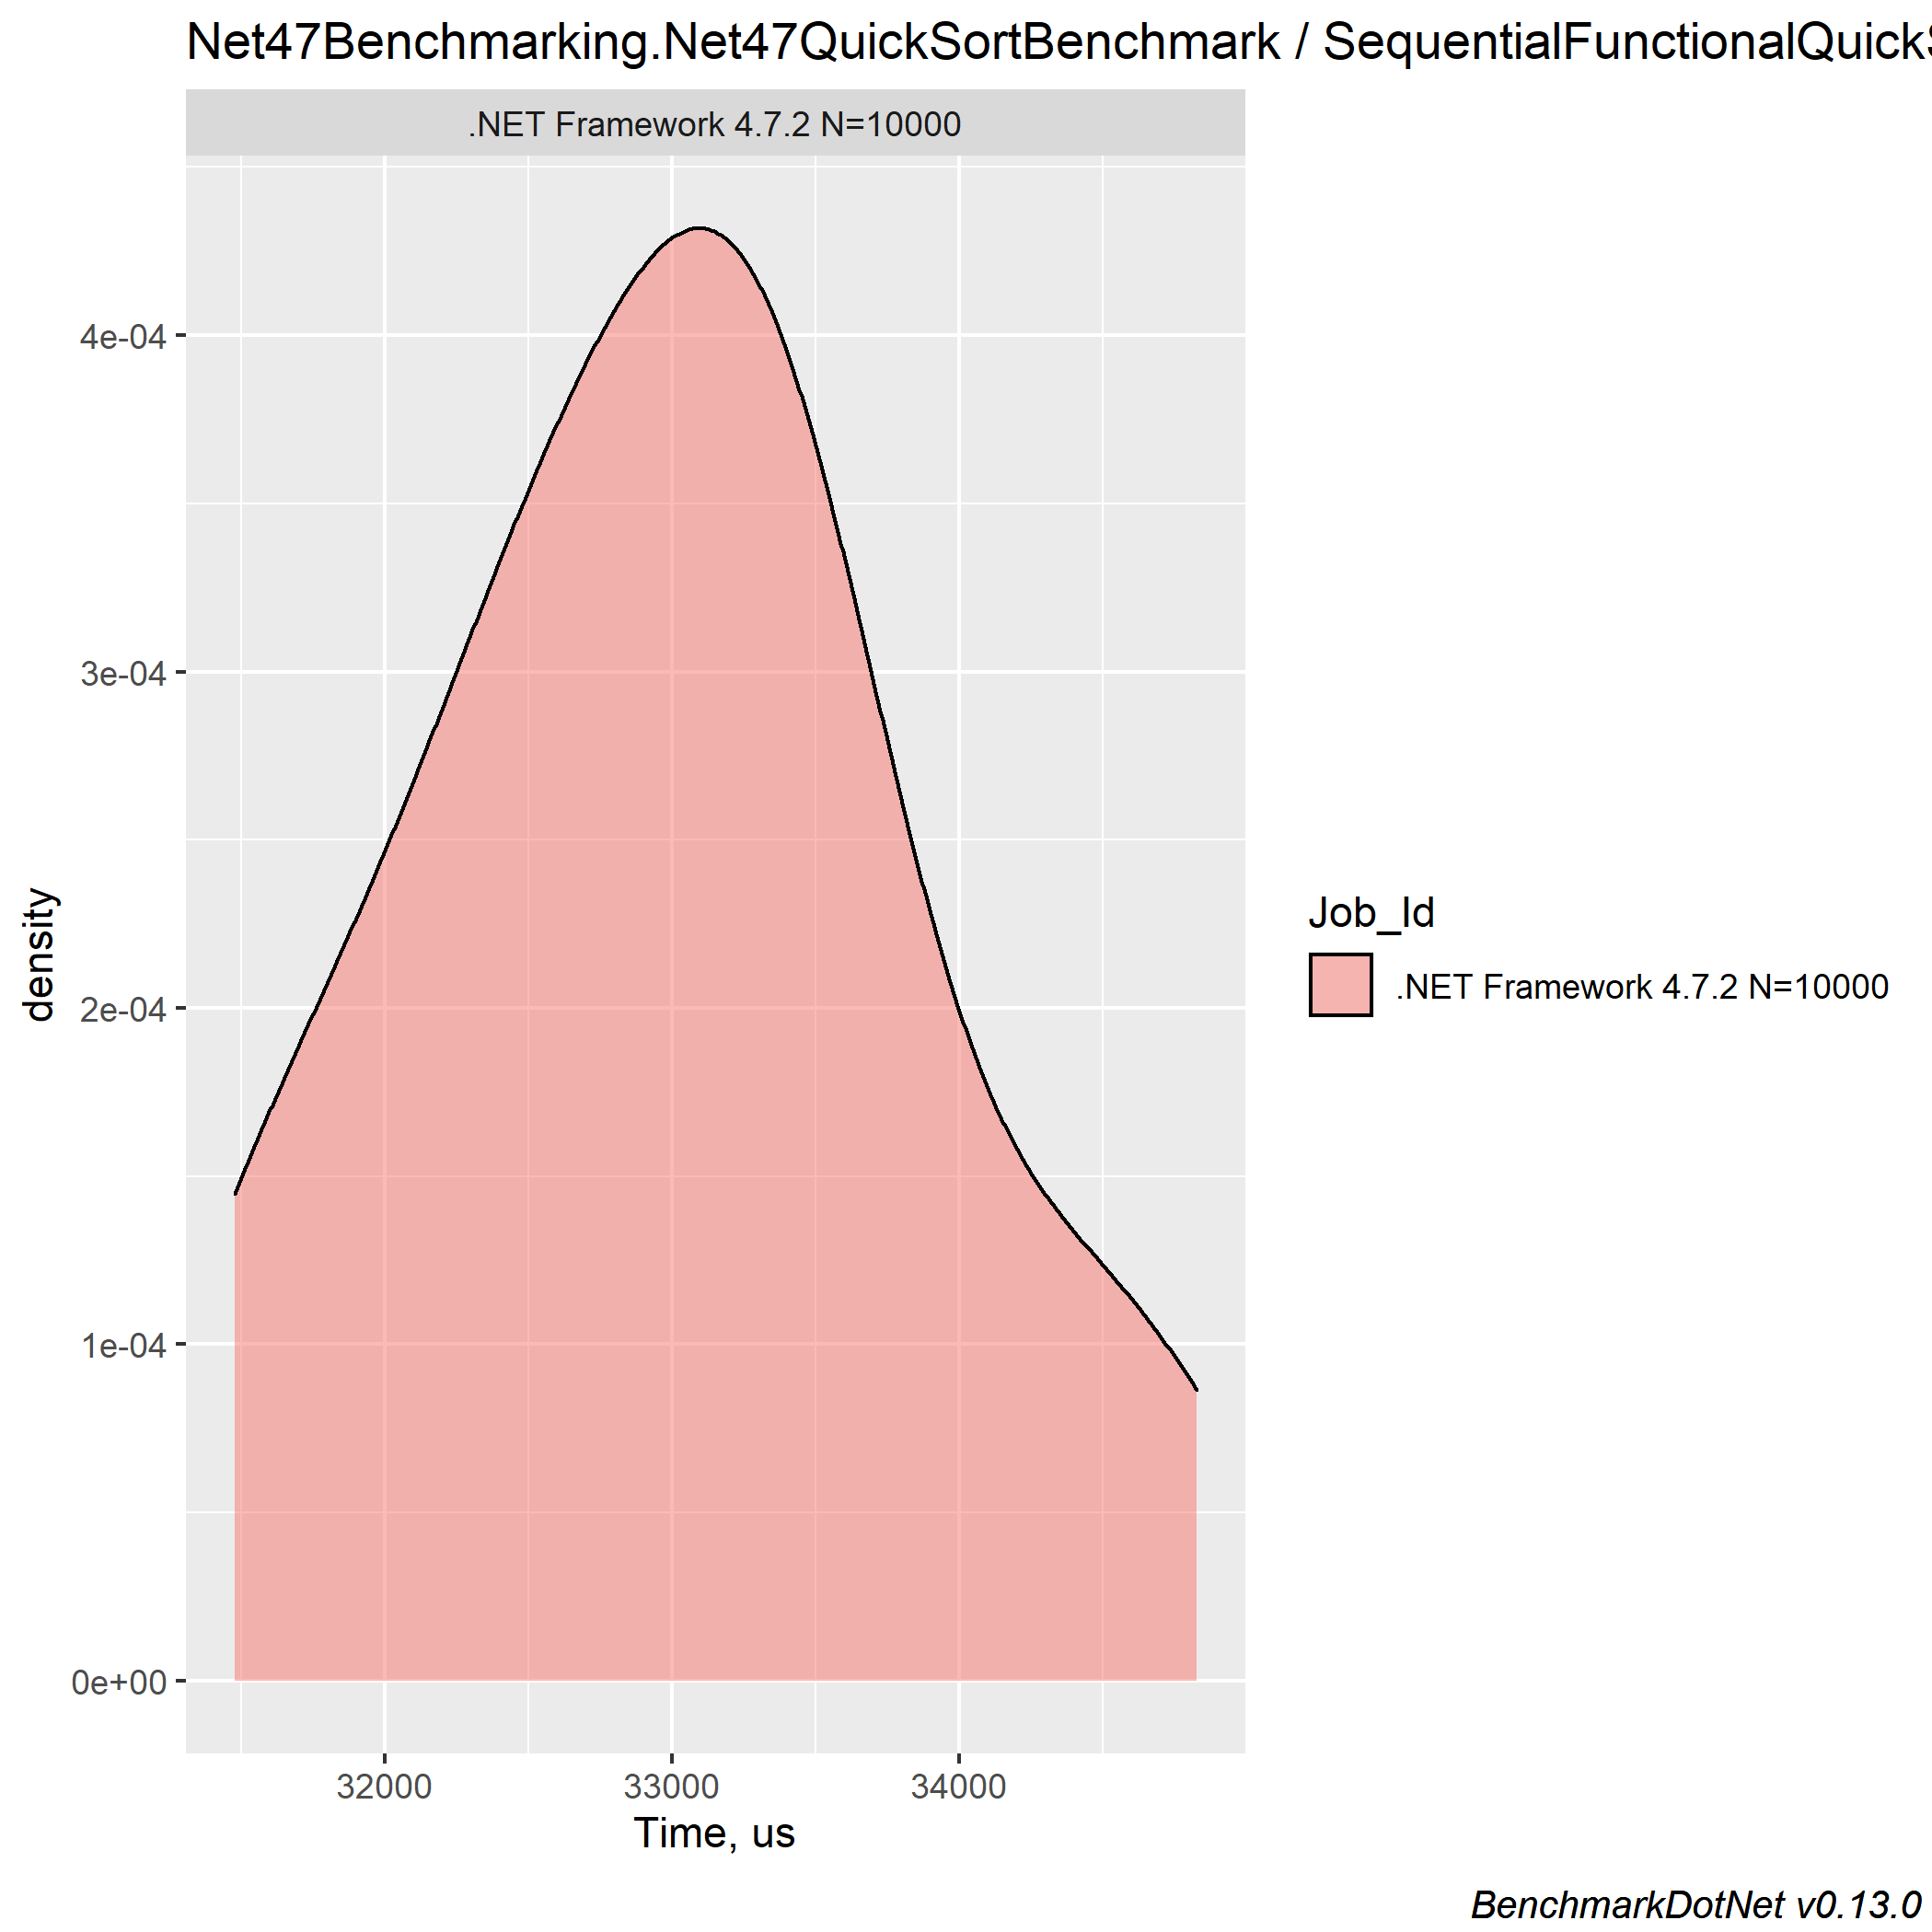 Net47Benchmarking.Net47QuickSortBenchmark / SequentialFunctionalQuick
.NET Framework 4.7.2 N=10000
4e-04
3e-04
2e-04
1e-04
0e+00
density
32000 33000 34000
Time, us
Job_Id
.NET Framework 4.7.2 N=10000
BenchmarkDotNet v0.13.0